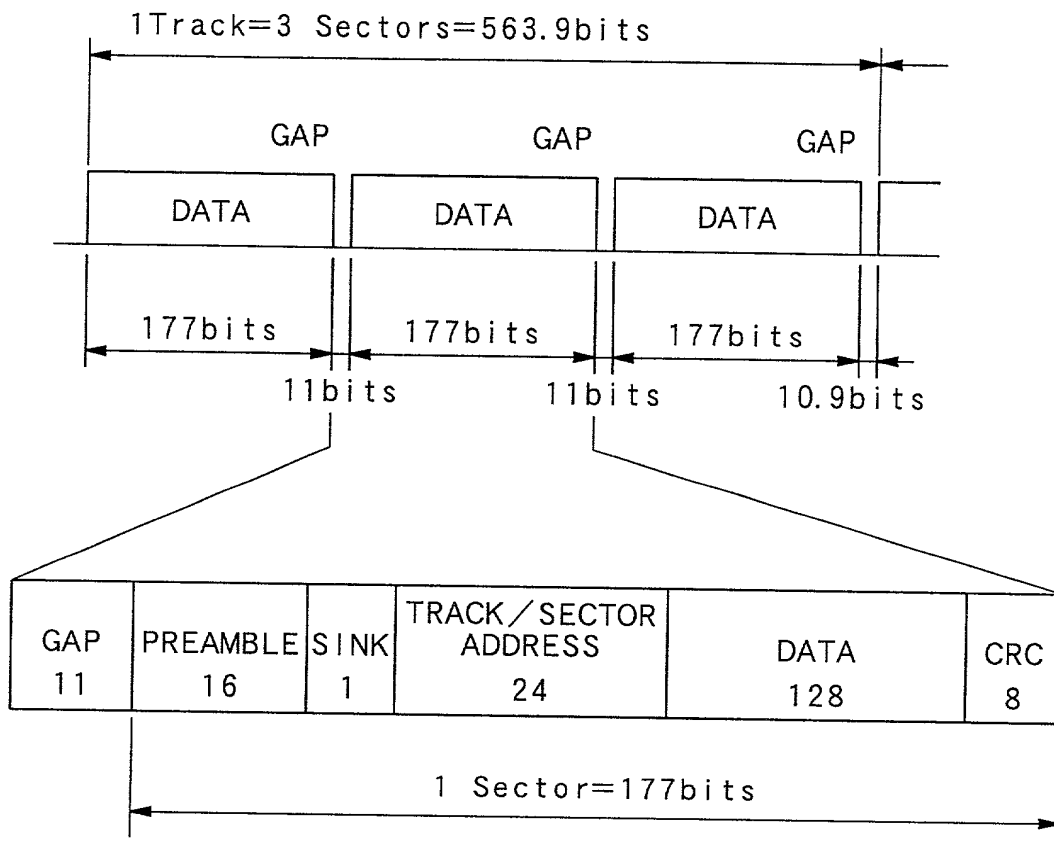 1Track=3 Sectors=563.9bits
GAP GAP GAP
DATA DATA DATA
177bits 177bits 177bits
11bits 11bits 10.9bits
GAP
11
PREAMBLE
16
SINK
1
TRACK/SECTOR
ADDRESS
24
DATA
128
CRC
8
1 Sector=177bits